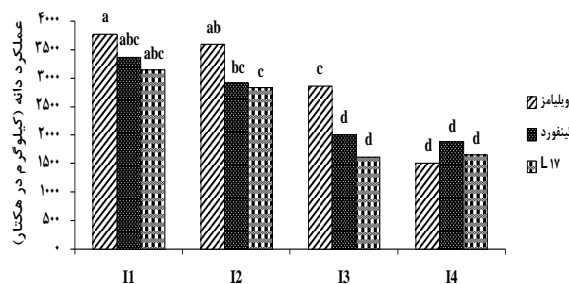 عملکرد دانه (کیلوگرم در هکتار)
۴۰۰۰
۳۵۰۰
۳۰۰۰
۲۵۰۰
۲۰۰۰
۱۵۰۰
۱۰۰۰
۵۰۰
۰
a abc abc
ab bc c
c d d
d d d
I1 I2 I3 I4
ویلیامز
لینفورد
L۱۷